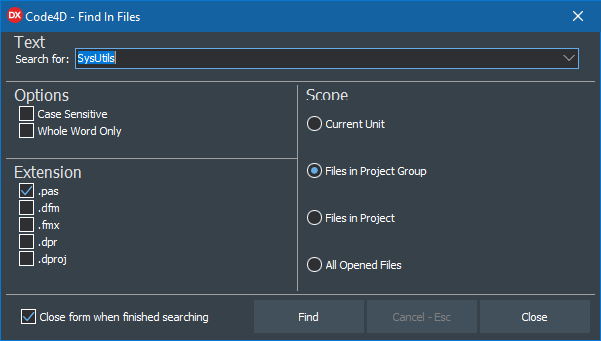 DX Code4D - Find In Files
Text
Search for: SysUtils
Options
Case Sensitive
Whole Word Only
Extension
.pas
.dfm
.fmx
.dpr
.dproj
Scope
Current Unit
Files in Project Group
Files in Project
All Opened Files
Close form when finished searching
Find
Cancel - Esc
Close